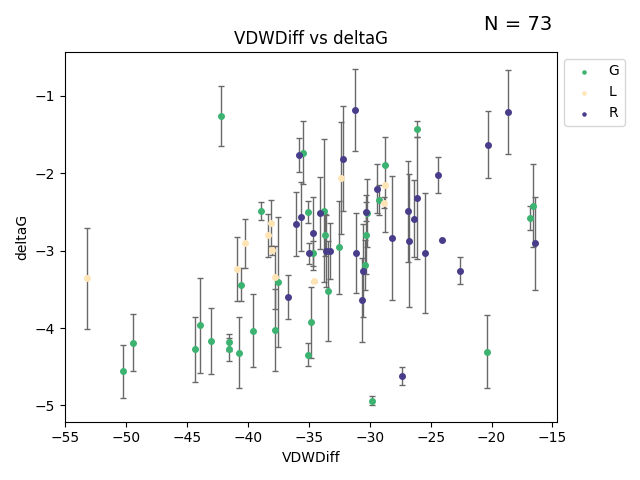 N = 73
VDWDiff vs deltaG
G
L
R
deltaG
−1
−2
−3
−4
−5
−55 −50 −45 −40 −35 −30 −25 −20 −15
VDWDiff